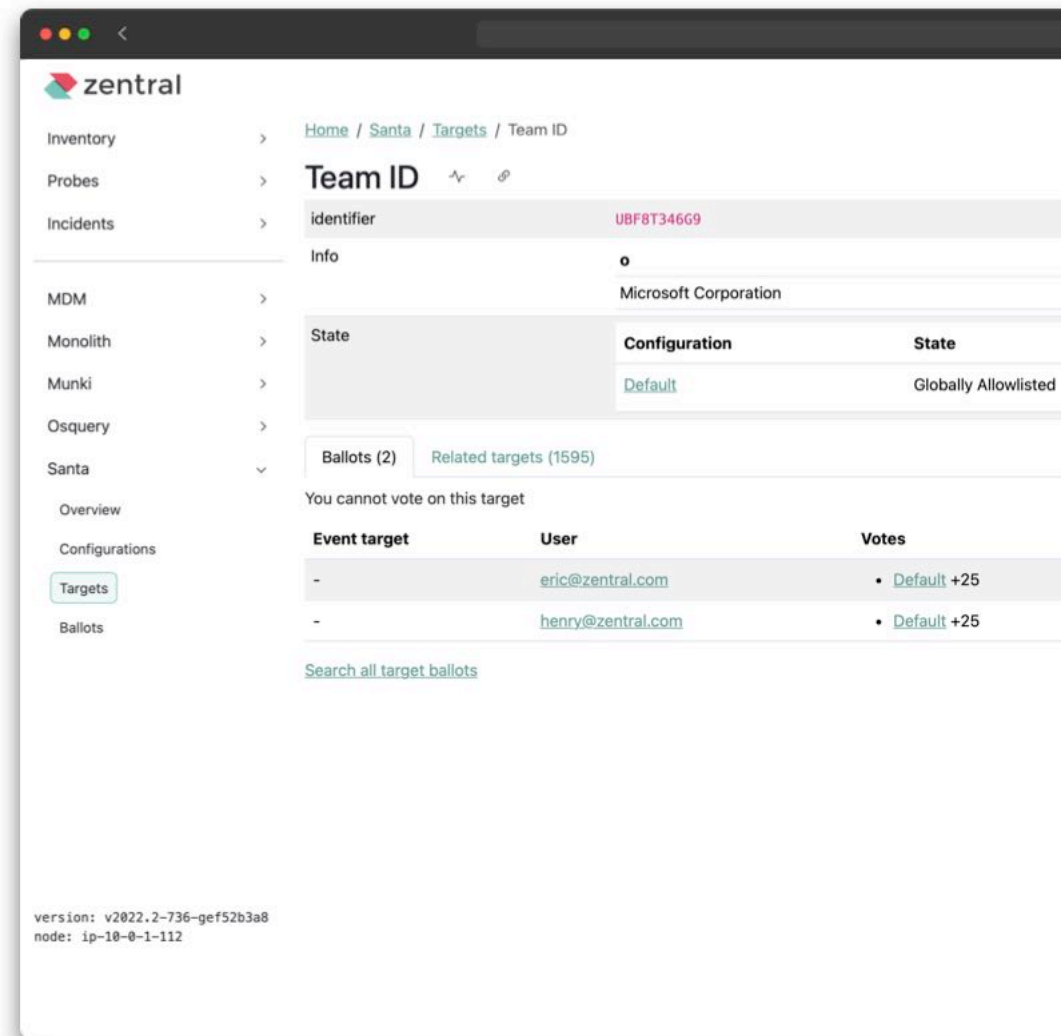 zentral
Inventory
Probes
Incidents
MDM
Monolith
Munki
Osquery
Santa
Overview
Configurations
Targets
Ballots
version: v2022.2-736-gef52b3a8
node: ip-10-0-1-112
Home / Santa / Targets / Team ID
Team ID
identifier UBF8T346G9
Info o
Microsoft Corporation
State Configuration State
Default Globally Allowlisted
Ballots (2) Related targets (1595)
You cannot vote on this target
Event target User Votes
- eric@zentral.com • Default +25
- henry@zentral.com • Default +25
Search all target ballots